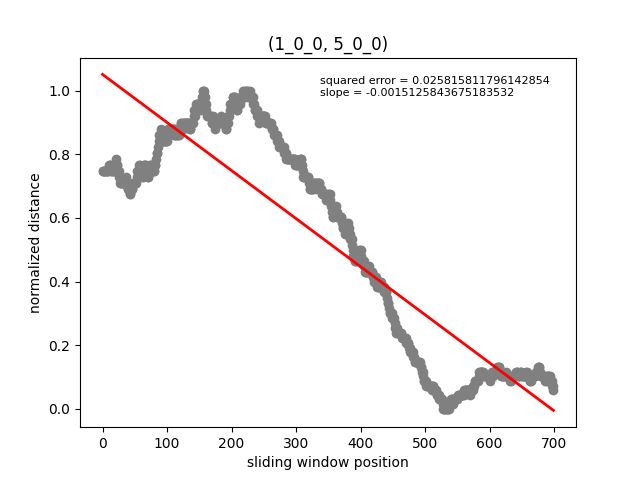 (1_0_0, 5_0_0)
squared error = 0.025815811796142854
slope = -0.0015125843675183532
1.0
0.8
0.6
0.4
0.2
0.0
normalized distance
0 100 200 300 400 500 600 700
sliding window position